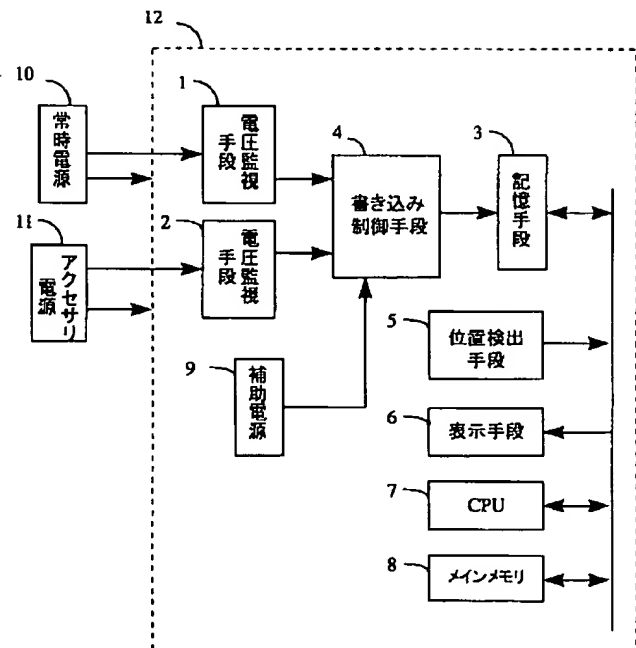 12
10
常時電源
1
電圧監視
手段
4
書き込み
制御手段
3
記憶手段
11
アクセサリ
電源
2
電圧監視
手段
9
補助電源
5
位置検出
手段
6
表示手段
7
CPU
8
メインメモリ